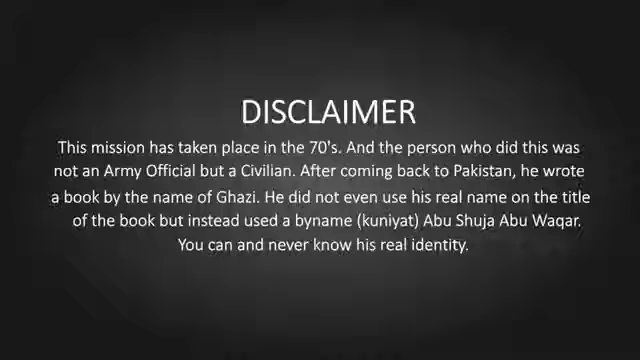 DISCLAIMER
This mission has taken place in the 70's. And the person who did this was
not an Army Official but a Civilian. After coming back to Pakistan, he wrote
a book by the name of Ghazi. He did not even use his real name on the title
of the book but instead used a byname (kuniyat) Abu Shuja Abu Waqar.
You can and never know his real identity.